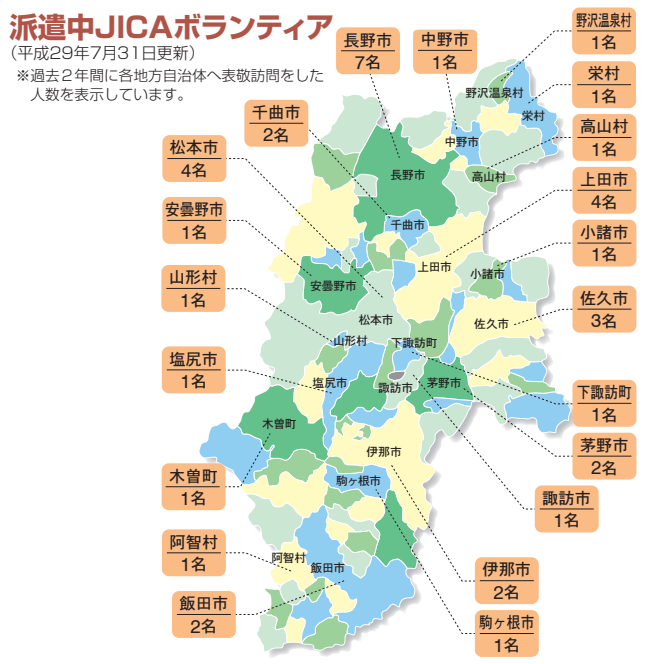 派遣中JICAボランティア
（平成29年7月31日更新）
※過去２年間に各地方自治体へ表敬訪問をした
人数を表示しています。
長野市
7名
中野市
1名
野沢温泉村
1名
栄村
1名
千曲市
2名
高山村
1名
松本市
4名
上田市
4名
安曇野市
1名
小諸市
1名
山形村
1名
佐久市
3名
塩尻市
1名
下諏訪町
1名
茅野市
2名
木曽町
1名
諏訪市
1名
阿智村
1名
伊那市
2名
飯田市
2名
駒ヶ根市
1名
野沢温泉村
栄村
中野市
長野市
高山村
千曲市
上田市
小諸市
安曇野市
松本市
佐久市
山形村
下諏訪町
塩尻市
諏訪市
茅野市
木曽町
伊那市
駒ヶ根市
阿智村
飯田市